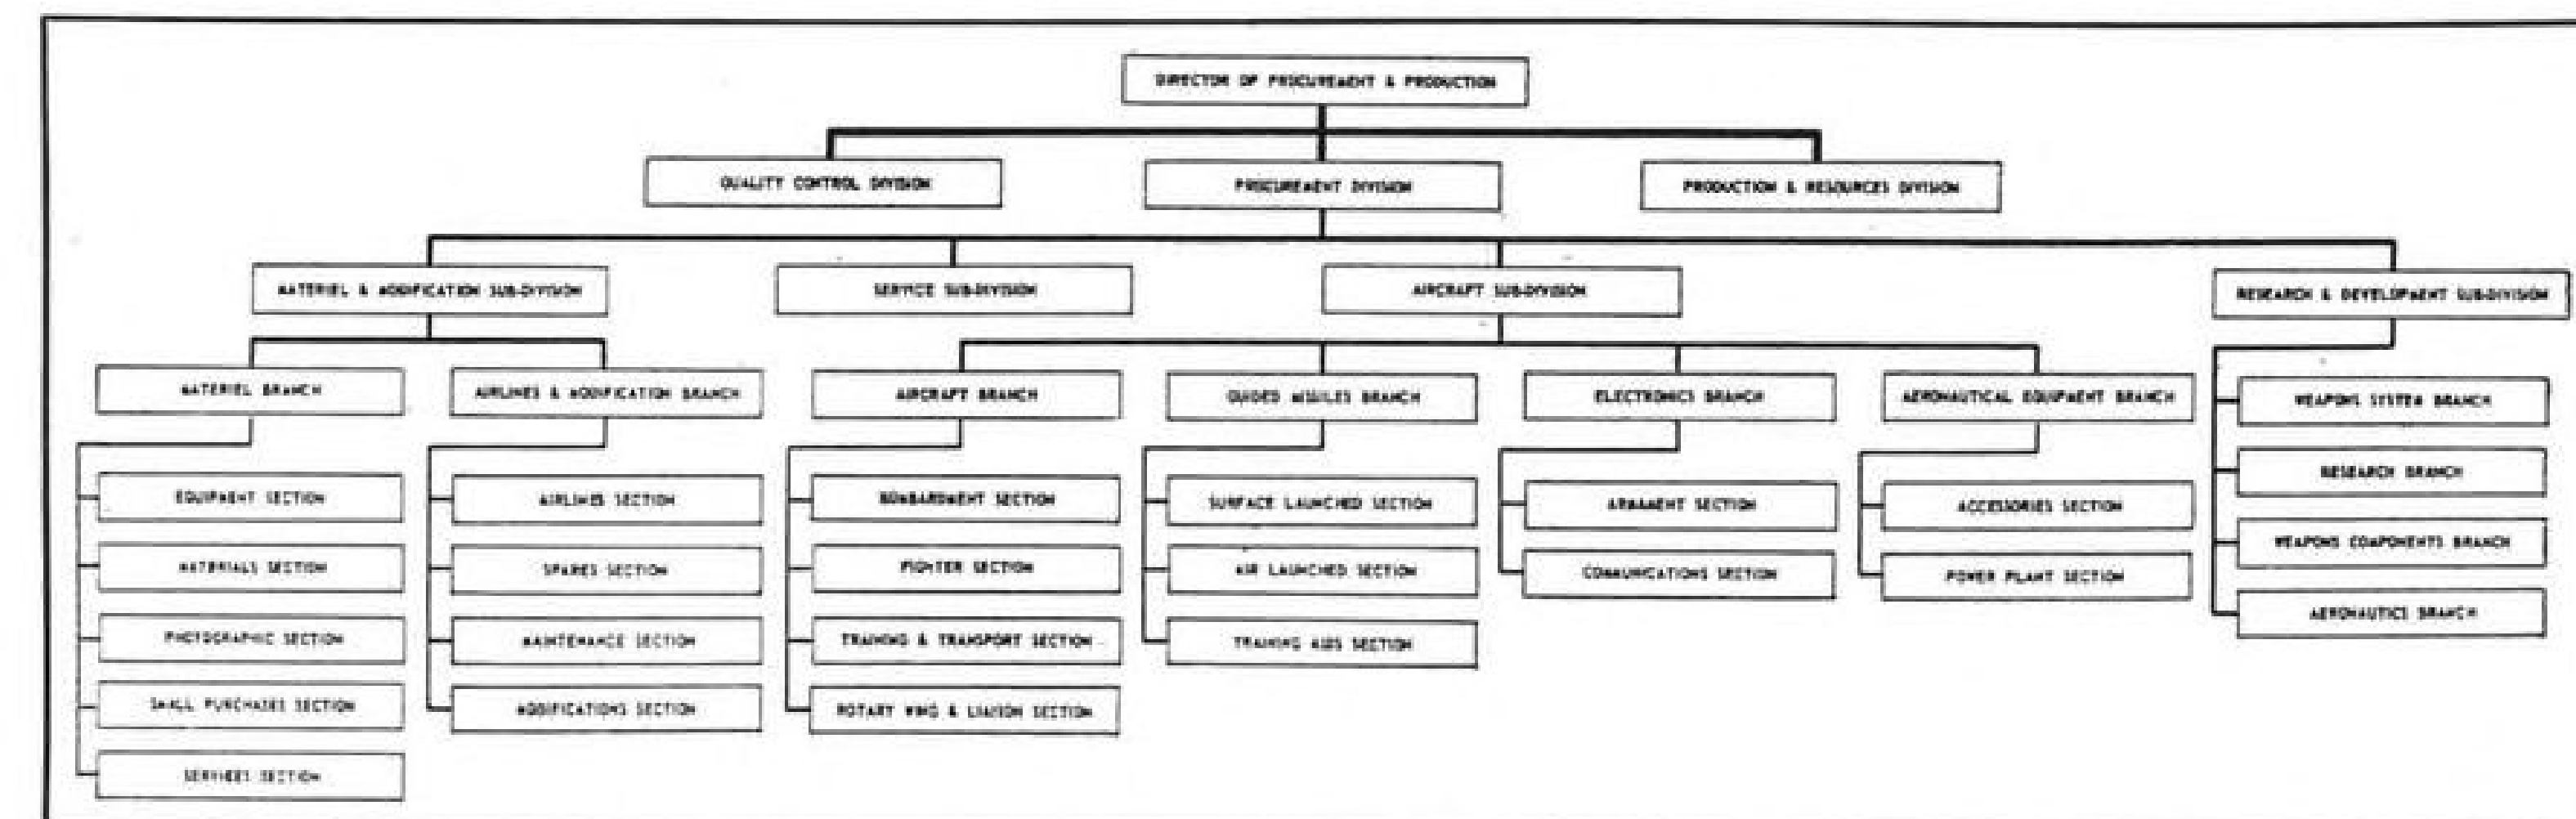 DIRECTOR OF PROCUREMENT & PRODUCTION
QUALITY CONTROL DIVISION
PROCUREMENT DIVISION
PRODUCTION & RESOURCES DIVISION
MATERIEL & MODIFICATION SUB-DIVISION
SERVICE SUB-DIVISION
AIRCRAFT SUB-DIVISION
RESEARCH & DEVELOPMENT SUB-DIVISION
MATERIEL BRANCH
AIRLINES & MODIFICATION BRANCH
AIRCRAFT BRANCH
GUIDED MISSILES BRANCH
ELECTRONICS BRANCH
AERONAUTICAL EQUIPMENT BRANCH
EQUIPMENT SECTION
MATERIALS SECTION
PHOTOGRAPHIC SECTION
SMALL PURCHASES SECTION
SERVICES SECTION
AIRLINES SECTION
SPARES SECTION
MAINTENANCE SECTION
MODIFICATIONS SECTION
BOMBARDMENT SECTION
FIGHTER SECTION
TRAINING & TRANSPORT SECTION
ROTARY WING & LIAISON SECTION
SURFACE LAUNCHED SECTION
AIR LAUNCHED SECTION
TRAINING AIDS SECTION
ARMAMENT SECTION
COMMUNICATIONS SECTION
ACCESSORIES SECTION
POWER PLANT SECTION
WEAPONS SYSTEM BRANCH
RESEARCH BRANCH
WEAPONS COMPONENTS BRANCH
AERONAUTICS BRANCH